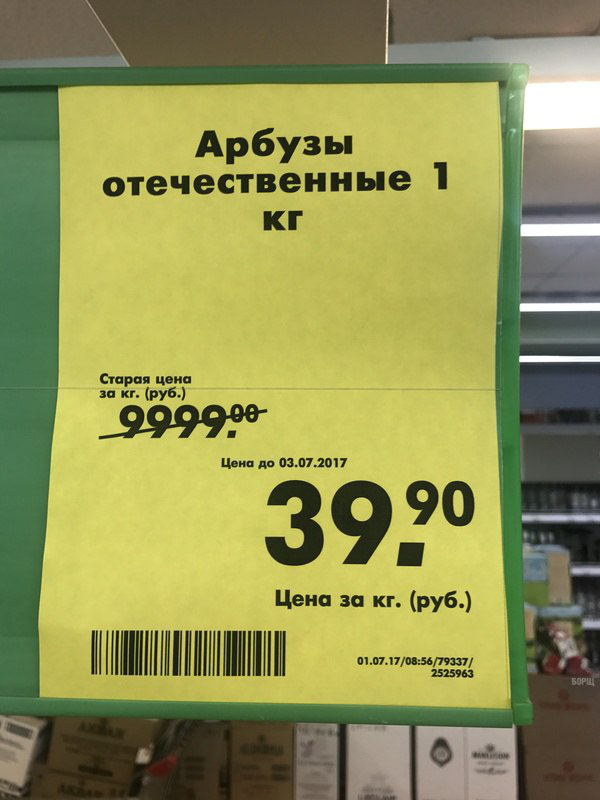 Арбузы
отечественные 1
кг
Старая цена
за кг. (руб.)
9999.00
Цена до 03.07.2017
39.90
Цена за кг. (руб.)
01.07.17/08:56/79337/
2525963
БОРЩ